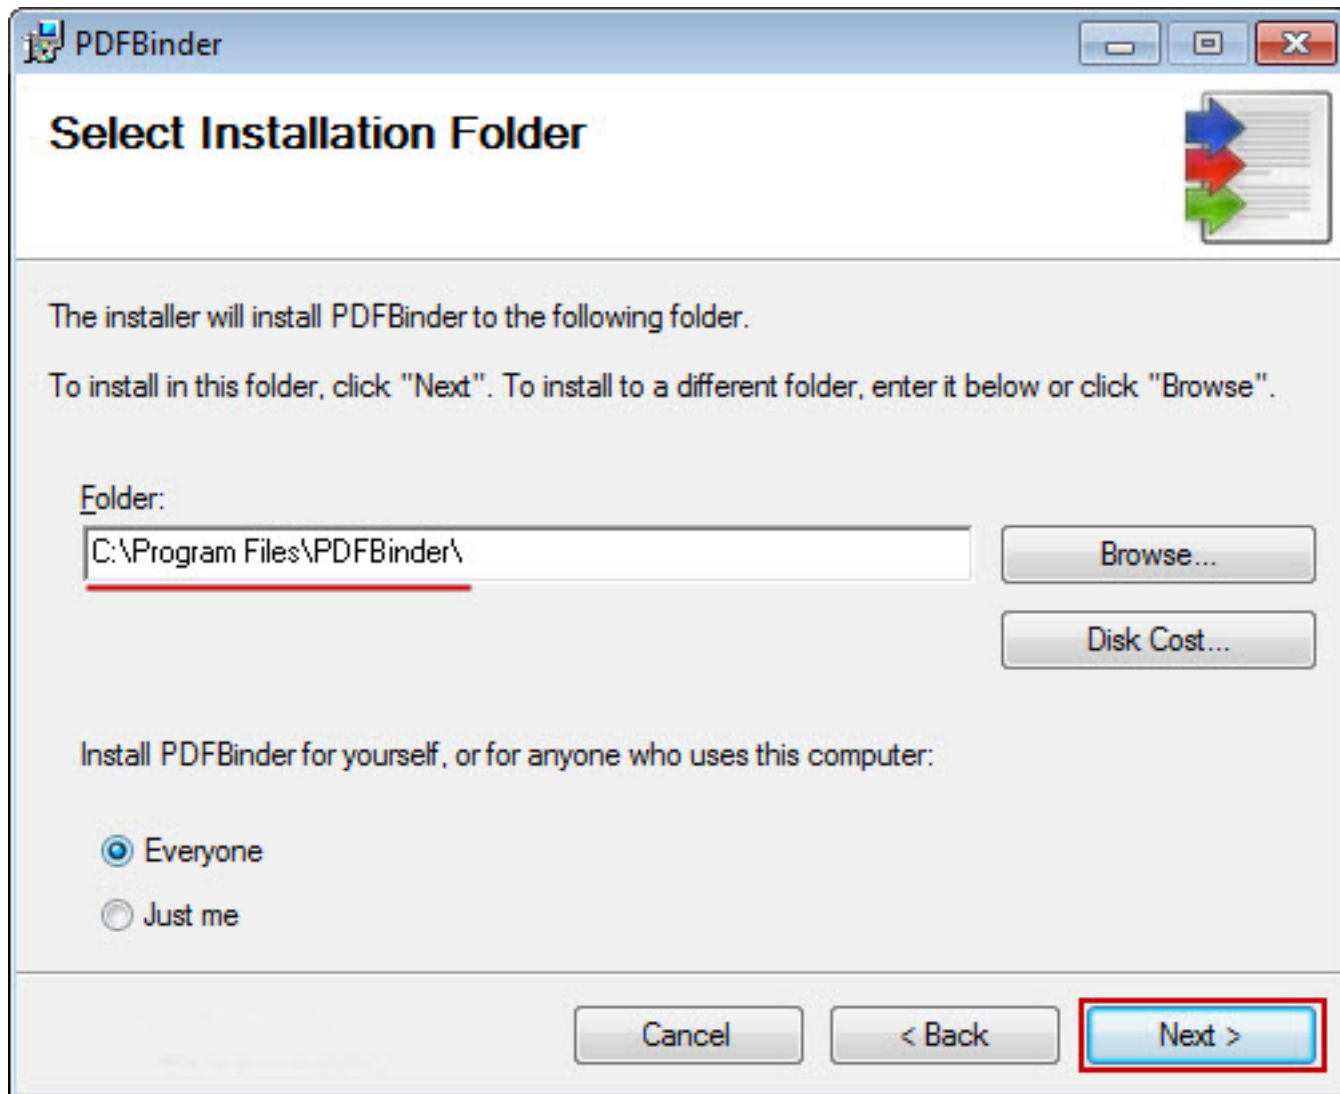 PDFBinder
Select Installation Folder
The installer will install PDFBinder to the following folder.
To install in this folder, click "Next". To install to a different folder, enter it below or click "Browse".
Folder:
C:\Program Files\PDFBinder\
Browse...
Disk Cost...
Install PDFBinder for yourself, or for anyone who uses this computer:
Everyone
Just me
Cancel
< Back
Next >